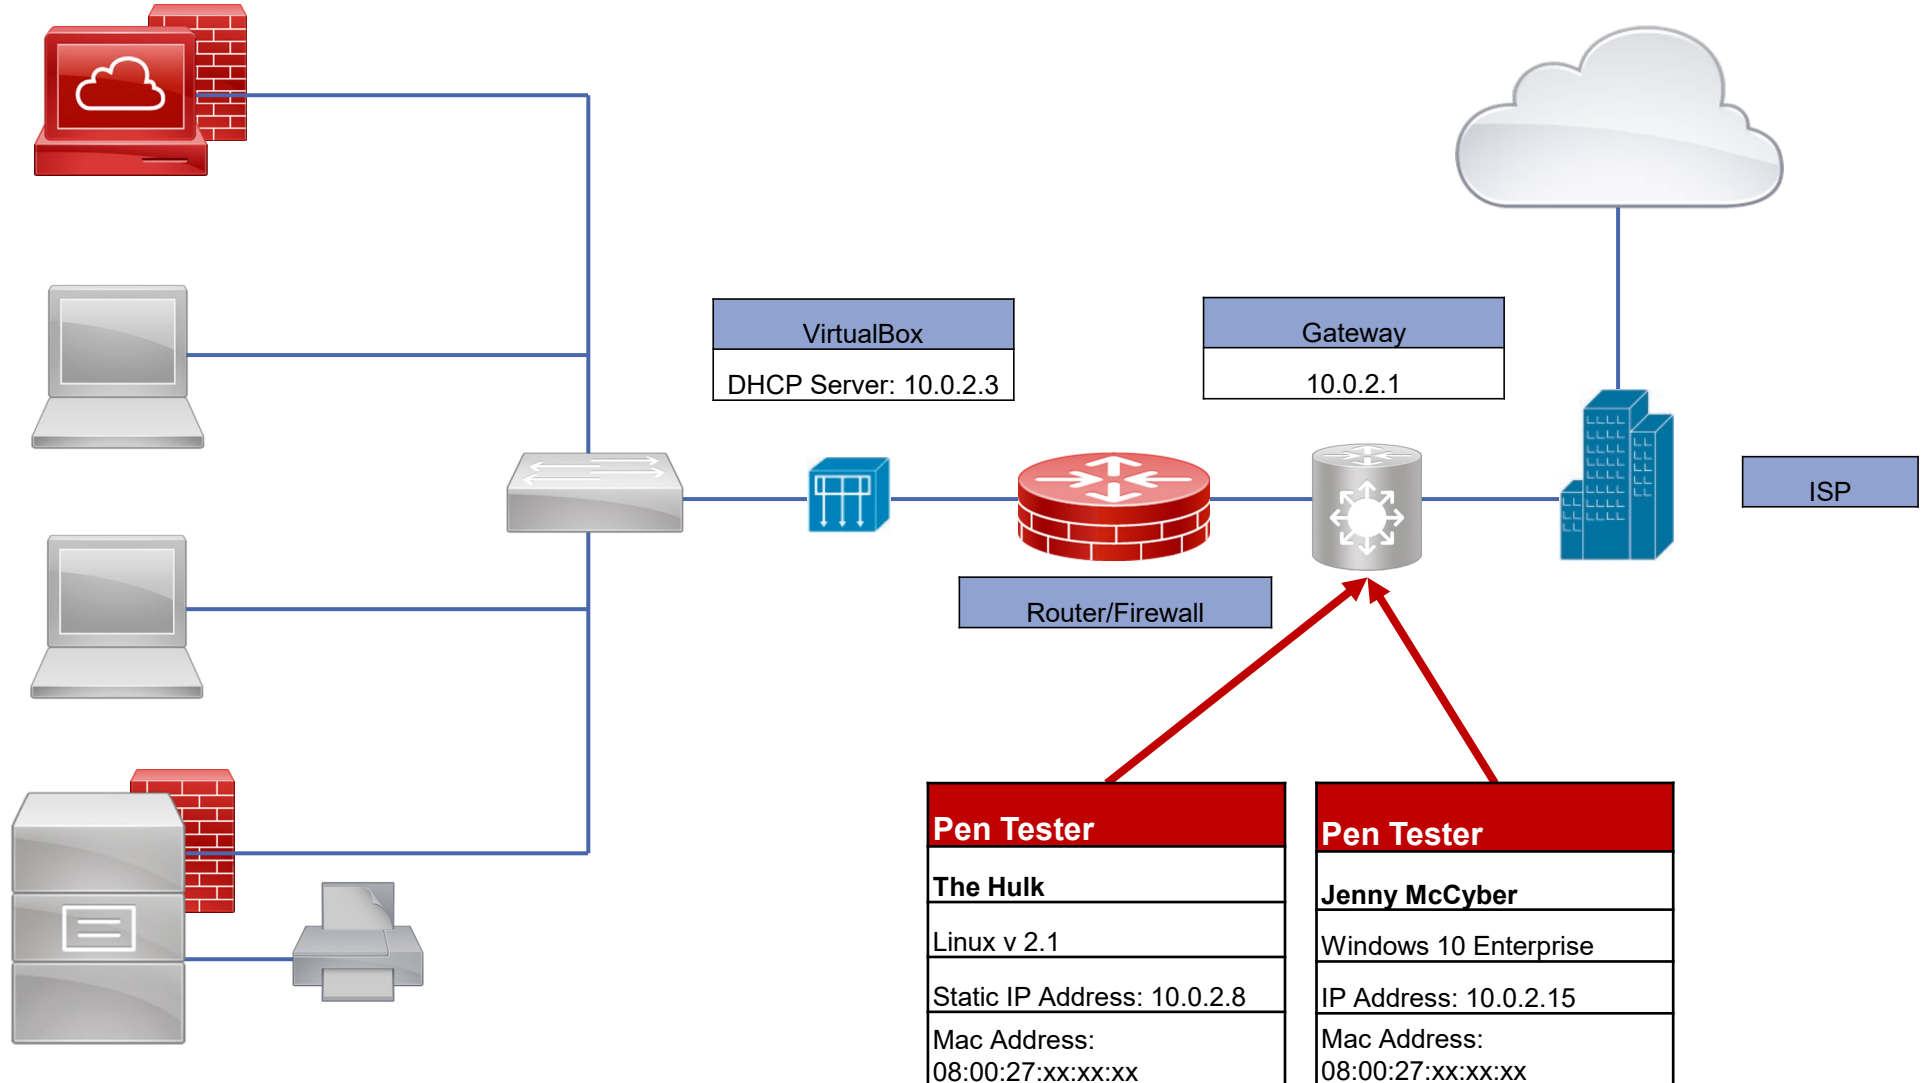 VirtualBox
DHCP Server: 10.0.2.3
Gateway
10.0.2.1
ISP
Router/Firewall
Pen Tester
The Hulk
Linux v 2.1
Static IP Address: 10.0.2.8
Mac Address:
08:00:27:xx:xx:xx
Pen Tester
Jenny McCyber
Windows 10 Enterprise
IP Address: 10.0.2.15
Mac Address:
08:00:27:xx:xx:xx